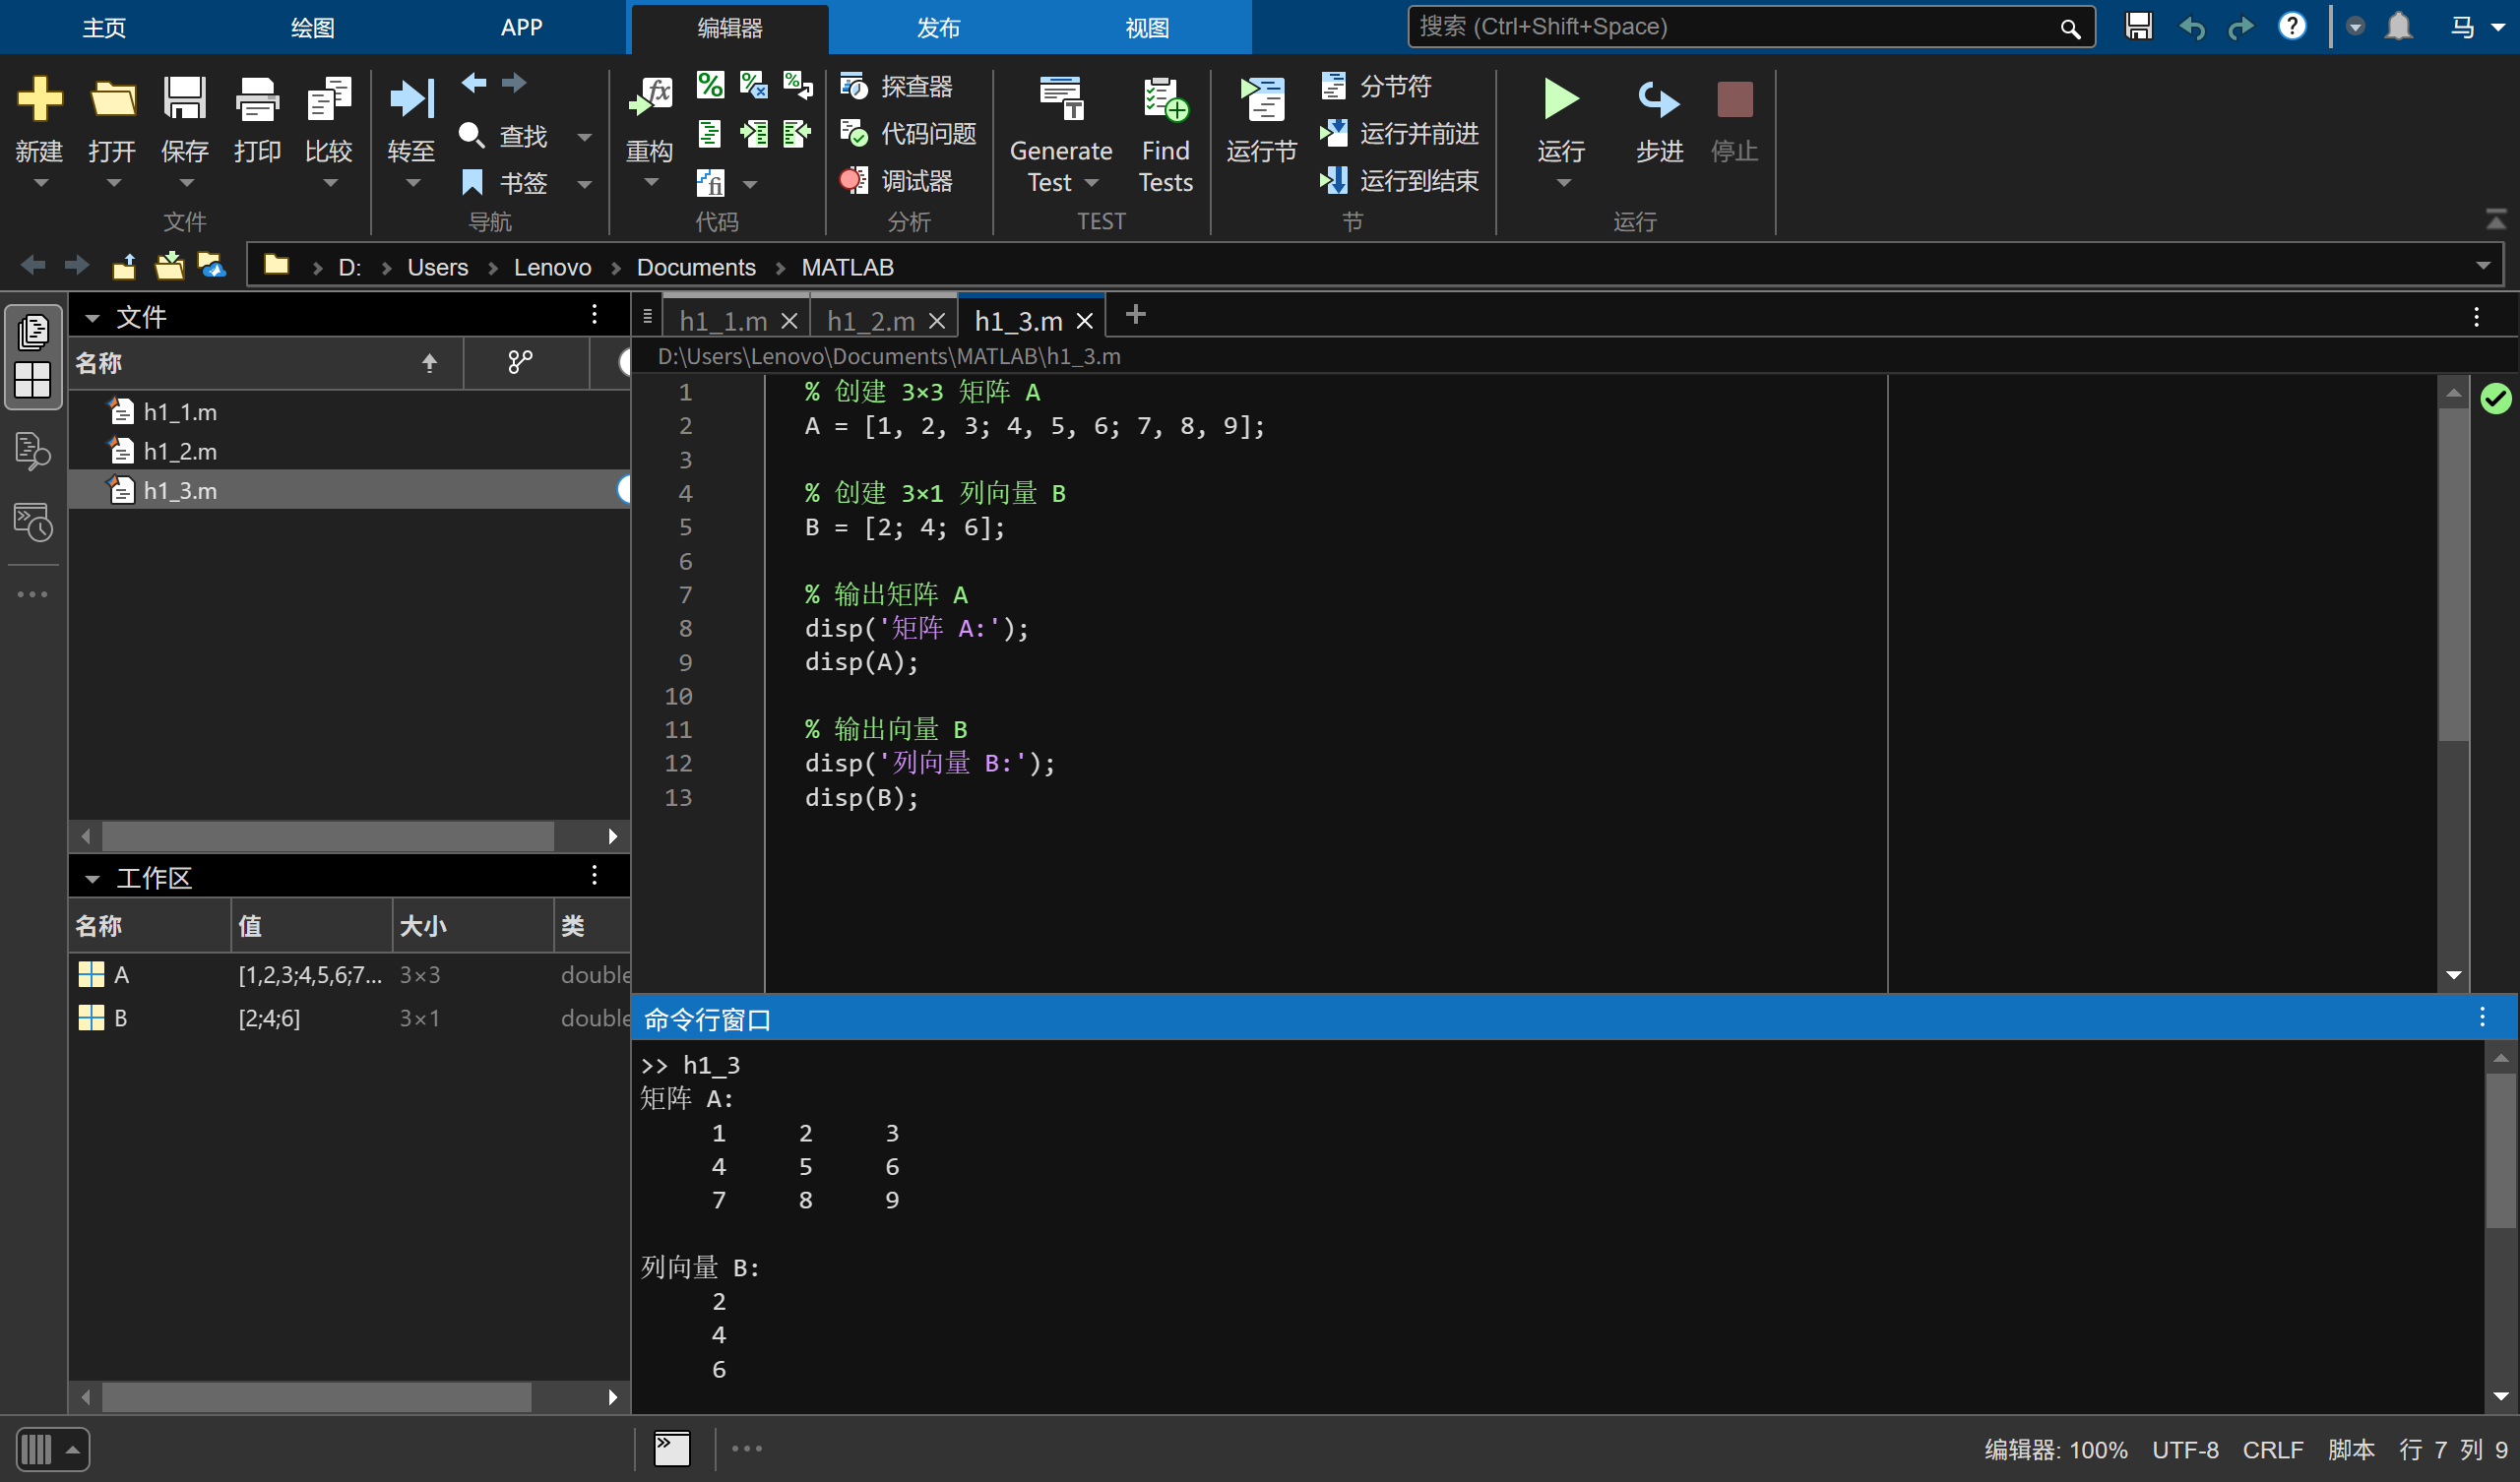 主页 绘图 APP 编辑器 发布 视图 搜索 (Ctrl+Shift+Space) 马
新建 打开 保存 打印 比较 转至 查找 书签 重构 探查器 代码问题 调试器 Generate Test Find Tests 运行节 分节符 运行并前进 运行到结束 运行 步进 停止
文件 导航 代码 分析 TEST 节 运行
D: Users Lenovo Documents MATLAB
文件
名称
h1_1.m
h1_2.m
h1_3.m
工作区
名称 值 大小 类
A [1,2,3;4,5,6;7... 3×3 double
B [2;4;6] 3×1 double
h1_1.m h1_2.m h1_3.m
D:\Users\Lenovo\Documents\MATLAB\h1_3.m
1 % 创建 3×3 矩阵 A
2 A = [1, 2, 3; 4, 5, 6; 7, 8, 9];
3
4 % 创建 3×1 列向量 B
5 B = [2; 4; 6];
6
7 % 输出矩阵 A
8 disp('矩阵 A:');
9 disp(A);
10
11 % 输出向量 B
12 disp('列向量 B:');
13 disp(B);
命令行窗口
>> h1_3
矩阵 A:
1 2 3
4 5 6
7 8 9
列向量 B:
2
4
6
编辑器: 100% UTF-8 CRLF 脚本 行 7 列 9